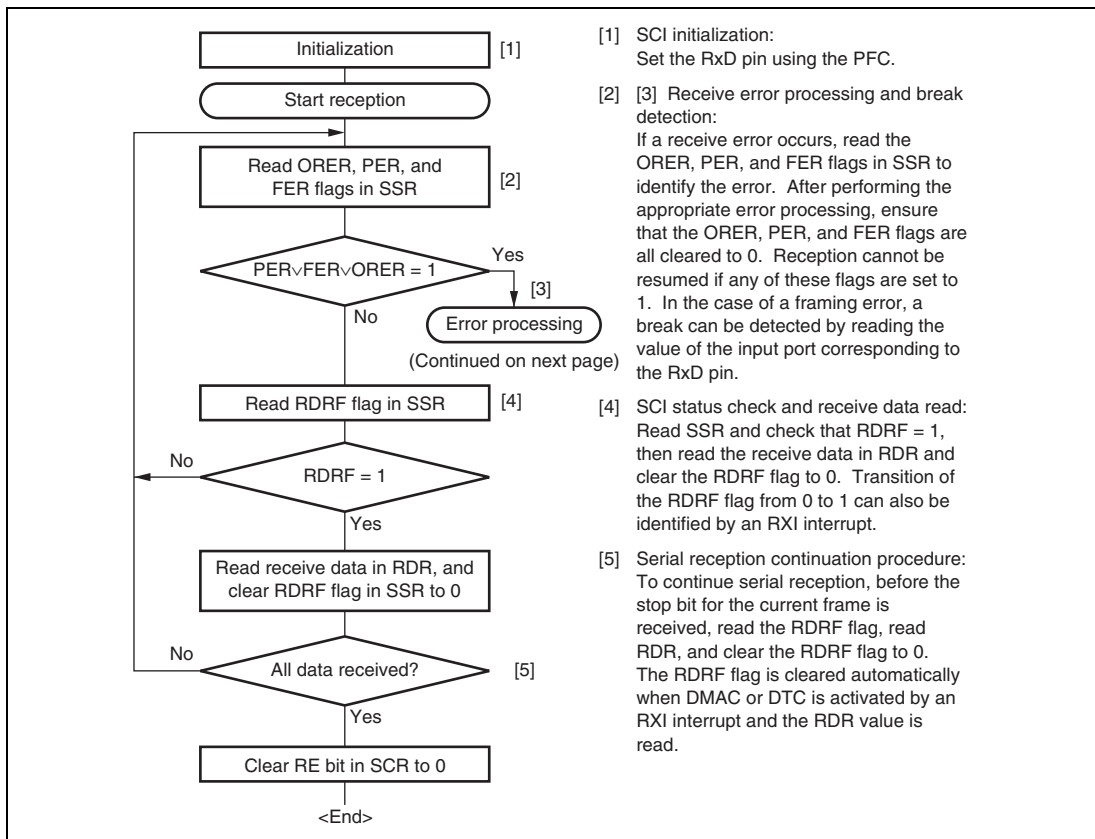 Initialization
[1]
Start reception
Read ORER, PER, and
FER flags in SSR
[2]
PER∨FER∨ORER = 1
Yes
[3]
Error processing
(Continued on next page)
No
Read RDRF flag in SSR
[4]
No
RDRF = 1
Yes
Read receive data in RDR, and
clear RDRF flag in SSR to 0
No
All data received?
[5]
Yes
Clear RE bit in SCR to 0
<End>
[1] SCI initialization:
Set the RxD pin using the PFC.
[2] [3] Receive error processing and break
detection:
If a receive error occurs, read the
ORER, PER, and FER flags in SSR to
identify the error. After performing the
appropriate error processing, ensure
that the ORER, PER, and FER flags are
all cleared to 0. Reception cannot be
resumed if any of these flags are set to
1. In the case of a framing error, a
break can be detected by reading the
value of the input port corresponding to
the RxD pin.
[4] SCI status check and receive data read:
Read SSR and check that RDRF = 1,
then read the receive data in RDR and
clear the RDRF flag to 0. Transition of
the RDRF flag from 0 to 1 can also be
identified by an RXI interrupt.
[5] Serial reception continuation procedure:
To continue serial reception, before the
stop bit for the current frame is
received, read the RDRF flag, read
RDR, and clear the RDRF flag to 0.
The RDRF flag is cleared automatically
when DMAC or DTC is activated by an
RXI interrupt and the RDR value is
read.